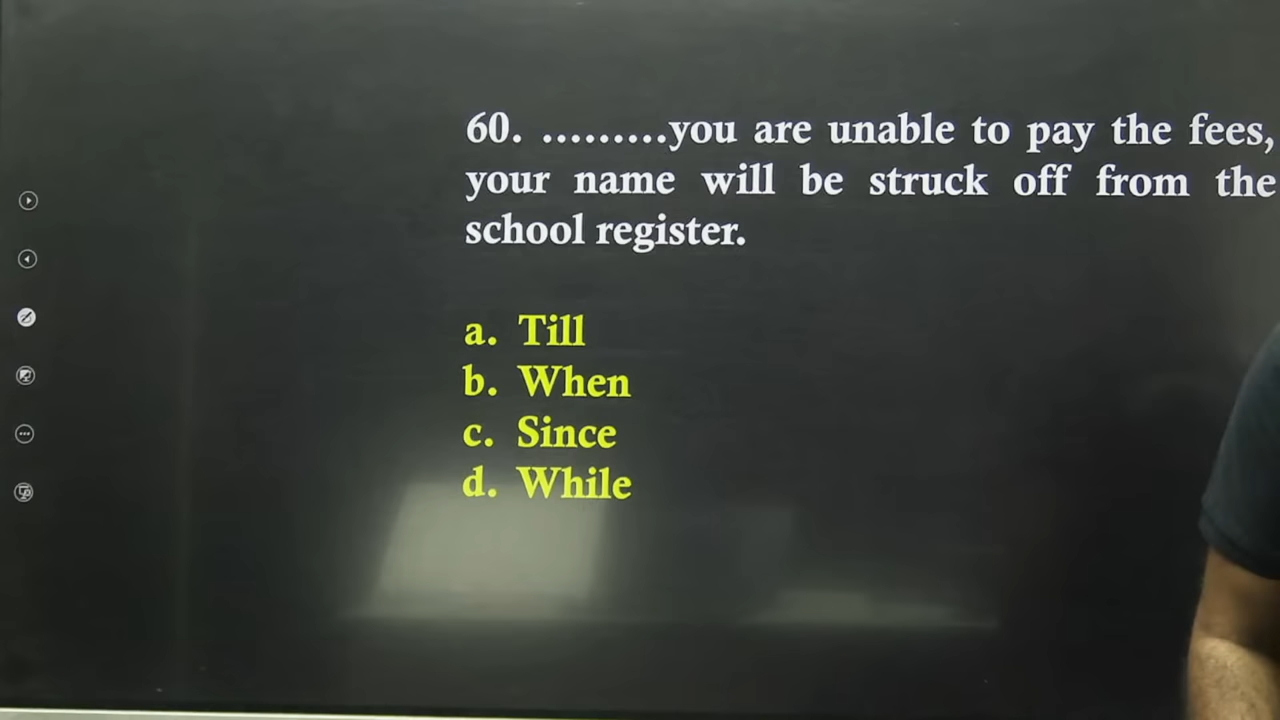 60. .........you are unable to pay the fees,
your name will be struck off from the
school register.
a. Till
b. When
c. Since
d. While